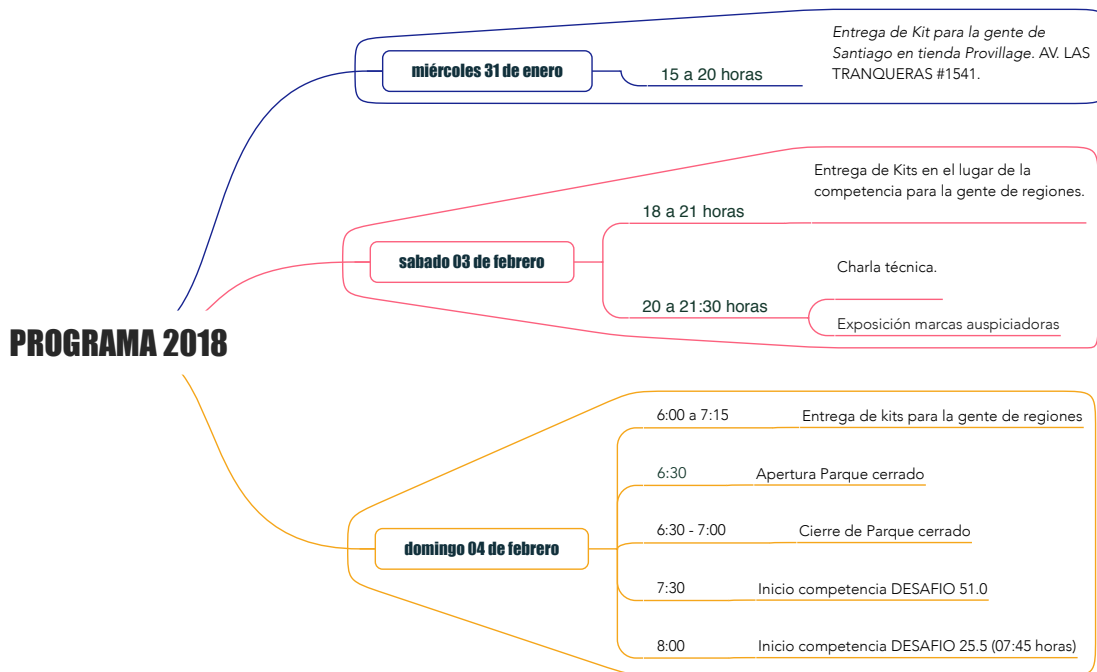 PROGRAMA 2018
miércoles 31 de enero
15 a 20 horas
Entrega de Kit para la gente de
Santiago en tienda Provillage. AV. LAS
TRANQUERAS #1541.
sabado 03 de febrero
18 a 21 horas
Entrega de Kits en el lugar de la
competencia para la gente de regiones.
20 a 21:30 horas
Charla técnica.
Exposición marcas auspiciadoras
domingo 04 de febrero
6:00 a 7:15 Entrega de kits para la gente de regiones
6:30 Apertura Parque cerrado
6:30 - 7:00 Cierre de Parque cerrado
7:30 Inicio competencia DESAFIO 51.0
8:00 Inicio competencia DESAFIO 25.5 (07:45 horas)